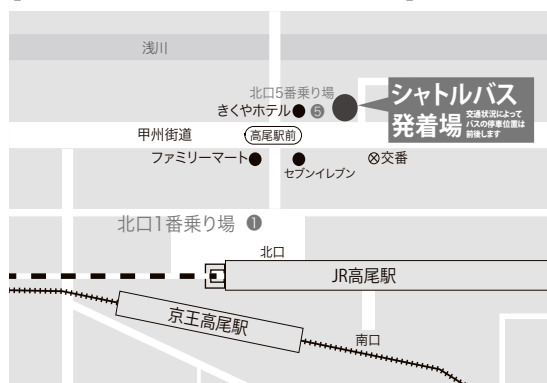 浅川
北口5番乗り場
きくやホテル●❺
シャトルバス
発着場
交通状況によって
バスの停車位置は
前後します
甲州街道
高尾駅前
ファミリーマート●
セブンイレブン
交番
北口1番乗り場 ❶
北口
JR高尾駅
京王高尾駅
南口